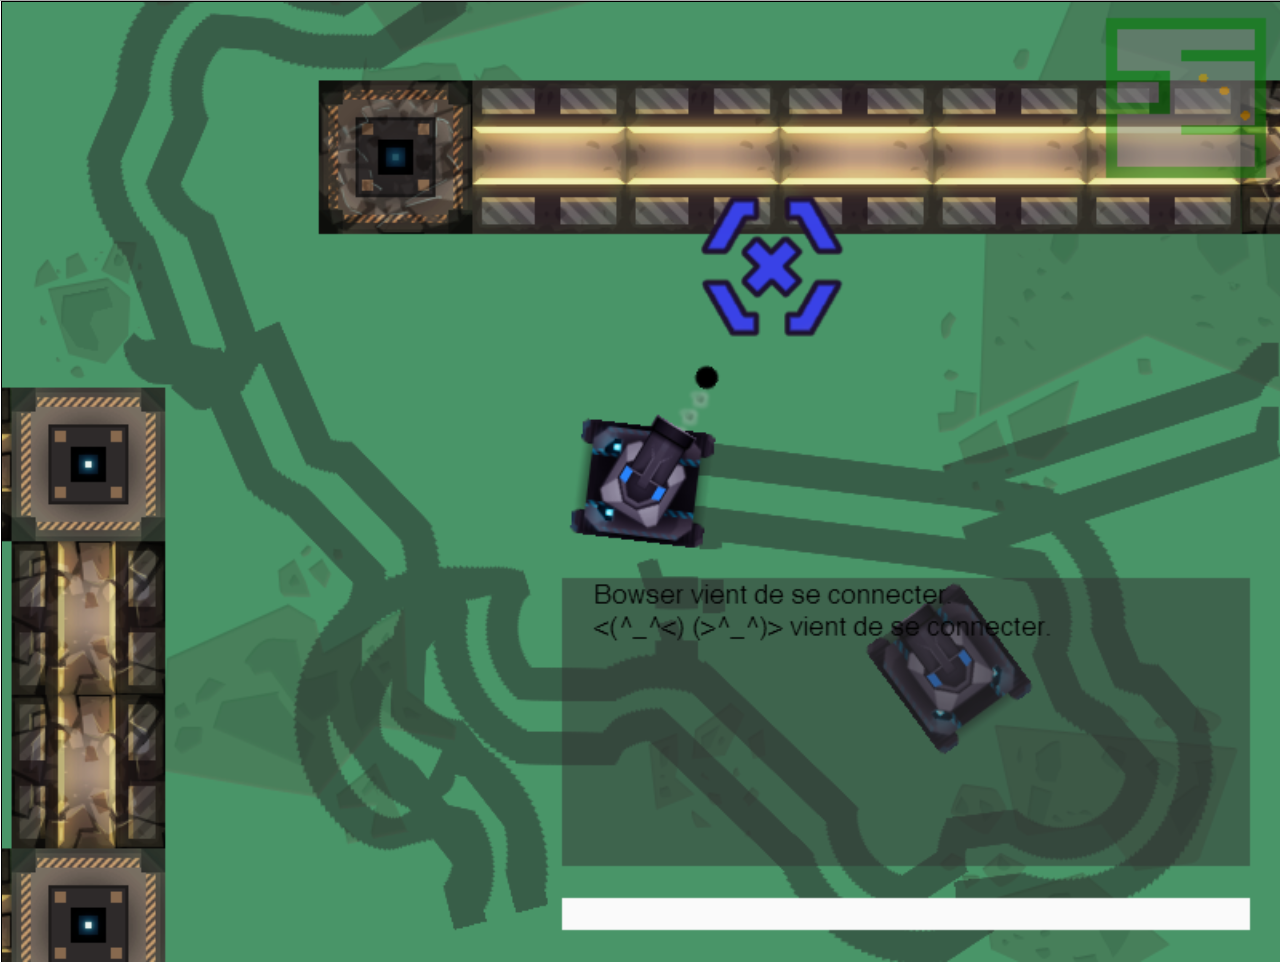 Bowser vient de se connecter.
<(^_^<) (>^_^)> vient de se connecter.